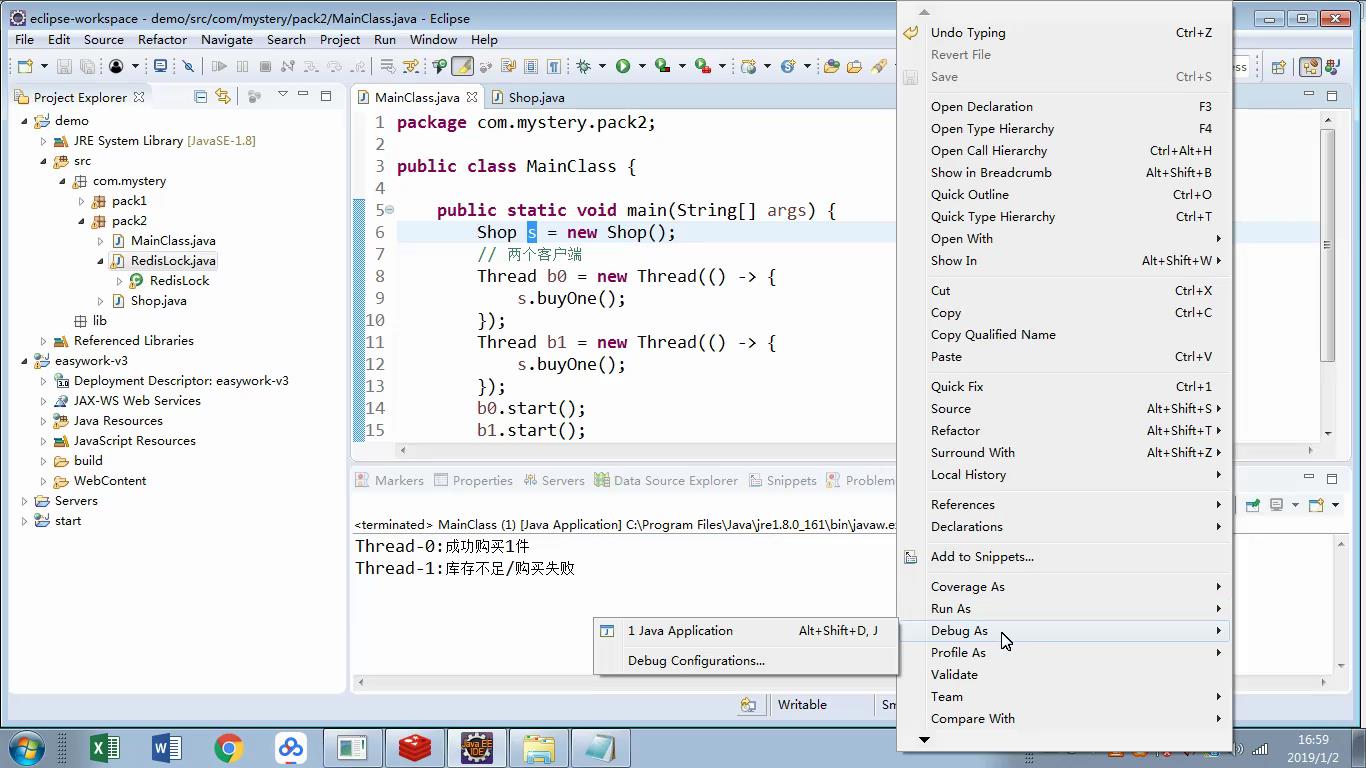 eclipse-workspace - demo/src/com/mystery/pack2/MainClass.java - Eclipse
File Edit Source Refactor Navigate Search Project Run Window Help
Project Explorer
demo
JRE System Library [JavaSE-1.8]
src
com.mystery
pack1
pack2
MainClass.java
RedisLock.java
RedisLock
Shop.java
lib
Referenced Libraries
easywork-v3
Deployment Descriptor: easywork-v3
JAX-WS Web Services
Java Resources
JavaScript Resources
build
WebContent
Servers
start
MainClass.java Shop.java
1 package com.mystery.pack2;
2
3 public class MainClass {
4
5 public static void main(String[] args) {
6 Shop s = new Shop();
7 // 两个客户端
8 Thread b0 = new Thread(() -> {
9 s.buyOne();
10 });
11 Thread b1 = new Thread(() -> {
12 s.buyOne();
13 });
14 b0.start();
15 b1.start();
Markers Properties Servers Data Source Explorer Snippets Problem
<terminated> MainClass (1) [Java Application] C:\Program Files\Java\jre1.8.0_161\bin\javaw.e
Thread-0:成功购买1件
Thread-1:库存不足/购买失败
Writable Sm
Undo Typing Ctrl+Z
Revert File
Save Ctrl+S
Open Declaration F3
Open Type Hierarchy F4
Open Call Hierarchy Ctrl+Alt+H
Show in Breadcrumb Alt+Shift+B
Quick Outline Ctrl+O
Quick Type Hierarchy Ctrl+T
Open With
Show In Alt+Shift+W
Cut Ctrl+X
Copy Ctrl+C
Copy Qualified Name
Paste Ctrl+V
Quick Fix Ctrl+1
Source Alt+Shift+S
Refactor Alt+Shift+T
Surround With Alt+Shift+Z
Local History
References
Declarations
Add to Snippets...
Coverage As
Run As
Debug As
Profile As
Validate
Team
Compare With
1 Java Application Alt+Shift+D, J
Debug Configurations...
Java EE
IDE
16:59
2019/1/2